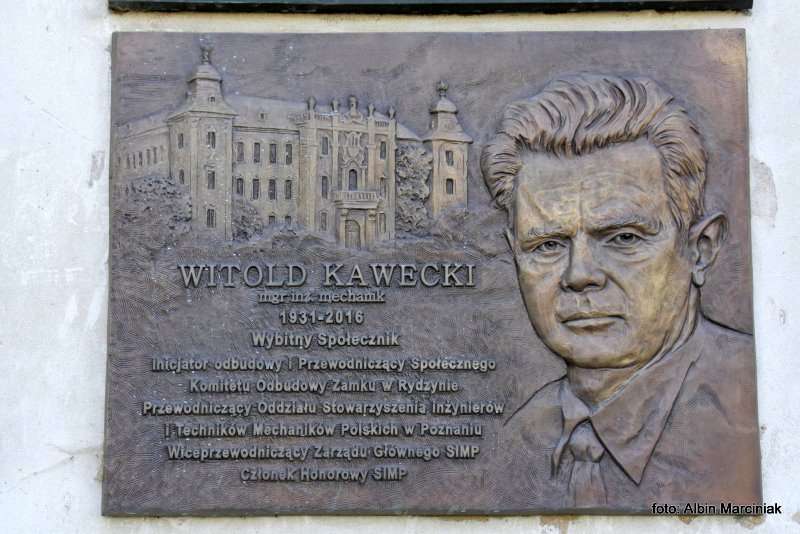 WITOLD KAWECKI
mgr inż. mechanik
1931-2016
Wybitny Społecznik
Inicjator odbudowy i Przewodniczący Społecznego
Komitetu Odbudowy Zamku w Rydzynie
Przewodniczący Oddziału Stowarzyszenia Inżynierów
i Techników Mechaników Polskich w Poznaniu
Wiceprzewodniczący Zarządu Głównego SIMP
Członek Honorowy SIMP
foto: Albin Marciniak